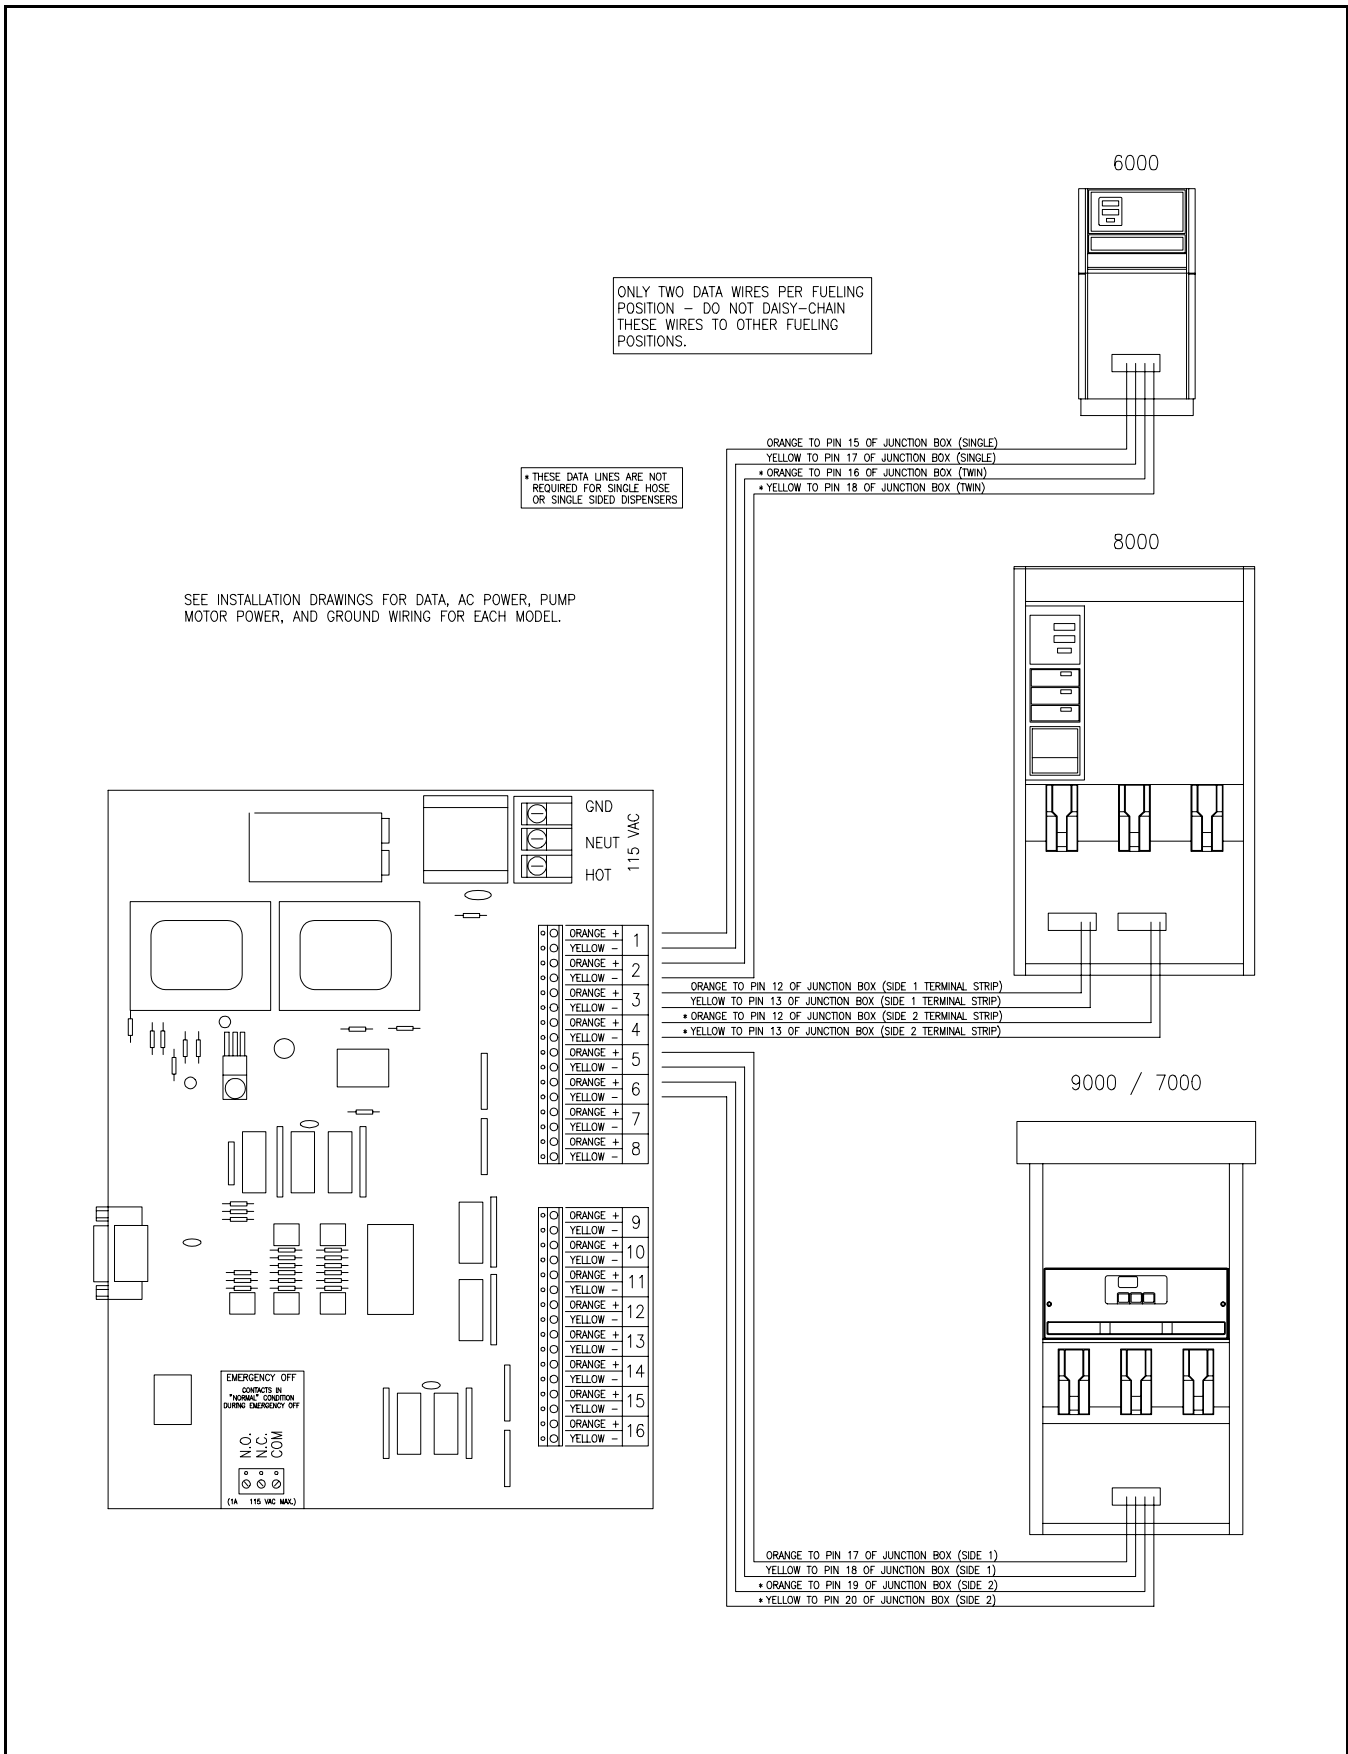 6000
ONLY TWO DATA WIRES PER FUELING
POSITION – DO NOT DAISY–CHAIN
THESE WIRES TO OTHER FUELING
POSITIONS.
ORANGE TO PIN 15 OF JUNCTION BOX (SINGLE)
YELLOW TO PIN 17 OF JUNCTION BOX (SINGLE)
* ORANGE TO PIN 16 OF JUNCTION BOX (TWIN)
* YELLOW TO PIN 18 OF JUNCTION BOX (TWIN)
* THESE DATA LINES ARE NOT
REQUIRED FOR SINGLE HOSE
OR SINGLE SIDED DISPENSERS
8000
SEE INSTALLATION DRAWINGS FOR DATA, AC POWER, PUMP
MOTOR POWER, AND GROUND WIRING FOR EACH MODEL.
GND
NEUT
HOT
115 VAC
ORANGE + 1
YELLOW –
ORANGE + 2
YELLOW –
ORANGE + 3
YELLOW –
ORANGE + 4
YELLOW –
ORANGE + 5
YELLOW –
ORANGE + 6
YELLOW –
ORANGE + 7
YELLOW –
ORANGE + 8
YELLOW –
ORANGE TO PIN 12 OF JUNCTION BOX (SIDE 1 TERMINAL STRIP)
YELLOW TO PIN 13 OF JUNCTION BOX (SIDE 1 TERMINAL STRIP)
* ORANGE TO PIN 12 OF JUNCTION BOX (SIDE 2 TERMINAL STRIP)
* YELLOW TO PIN 13 OF JUNCTION BOX (SIDE 2 TERMINAL STRIP)
9000 / 7000
ORANGE + 9
YELLOW –
ORANGE + 10
YELLOW –
ORANGE + 11
YELLOW –
ORANGE + 12
YELLOW –
ORANGE + 13
YELLOW –
ORANGE + 14
YELLOW –
ORANGE + 15
YELLOW –
ORANGE + 16
YELLOW –
EMERGENCY OFF
CONTACTS IN
"NORMAL" CONDITION
DURING EMERGENCY OFF
N.O.
N.C.
COM
(1A 115 VAC MAX.)
ORANGE TO PIN 17 OF JUNCTION BOX (SIDE 1)
YELLOW TO PIN 18 OF JUNCTION BOX (SIDE 1)
* ORANGE TO PIN 19 OF JUNCTION BOX (SIDE 2)
* YELLOW TO PIN 20 OF JUNCTION BOX (SIDE 2)